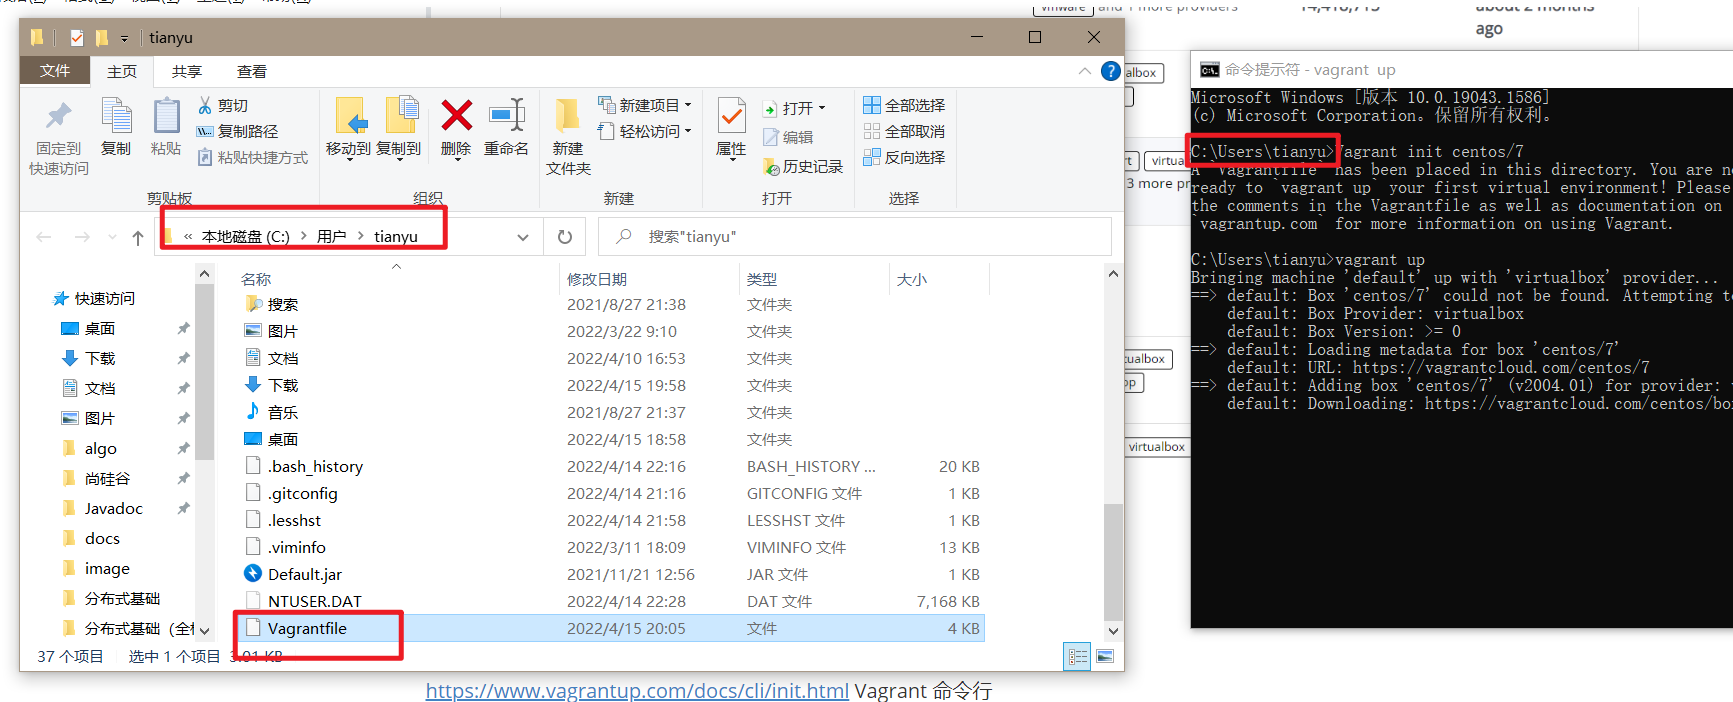 vmware and 1 more providers
14,418,715
about 2 months
ago
tianyu
文件
主页
共享
查看
固定到
快速访问
复制
粘贴
剪切
复制路径
粘贴快捷方式
剪贴板
移动到
复制到
删除
重命名
组织
新建
文件夹
新建项目
轻松访问
新建
属性
打开
编辑
历史记录
打开
全部选择
全部取消
反向选择
选择
« 本地磁盘 (C:) > 用户 > tianyu
搜索"tianyu"
快速访问
桌面
下载
文档
图片
algo
尚硅谷
Javadoc
docs
image
分布式基础
分布式基础（全
名称 修改日期 类型 大小
搜索 2021/8/27 21:38 文件夹
图片 2022/3/22 9:10 文件夹
文档 2022/4/10 16:53 文件夹
下载 2022/4/15 19:58 文件夹
音乐 2021/8/27 21:37 文件夹
桌面 2022/4/15 18:58 文件夹
.bash_history 2022/4/14 22:16 BASH_HISTORY ... 20 KB
.gitconfig 2022/4/14 21:16 GITCONFIG 文件 1 KB
.lesshst 2022/4/14 21:58 LESSHST 文件 1 KB
.viminfo 2022/3/11 18:09 VIMINFO 文件 13 KB
Default.jar 2021/11/21 12:56 JAR 文件 1 KB
NTUSER.DAT 2022/4/14 22:28 DAT 文件 7,168 KB
Vagrantfile 2022/4/15 20:05 文件 4 KB
37 个项目 选中 1 个项目 3.01 KB
albox
virtua
3 more pr
tualbox
virtualbox
命令提示符 - vagrant up
Microsoft Windows [版本 10.0.19043.1586]
(c) Microsoft Corporation。保留所有权利。
C:\Users\tianyu>Vagrant init centos/7
A `Vagrantfile` has been placed in this directory. You are n
ready to `vagrant up` your first virtual environment! Please
the comments in the Vagrantfile as well as documentation on
`vagrantup.com` for more information on using Vagrant.
C:\Users\tianyu>vagrant up
Bringing machine 'default' up with 'virtualbox' provider...
==> default: Box 'centos/7' could not be found. Attempting t
default: Box Provider: virtualbox
default: Box Version: >= 0
==> default: Loading metadata for box 'centos/7'
default: URL: https://vagrantcloud.com/centos/7
==> default: Adding box 'centos/7' (v2004.01) for provider:
default: Downloading: https://vagrantcloud.com/centos/bo
https://www.vagrantup.com/docs/cli/init.html Vagrant 命令行